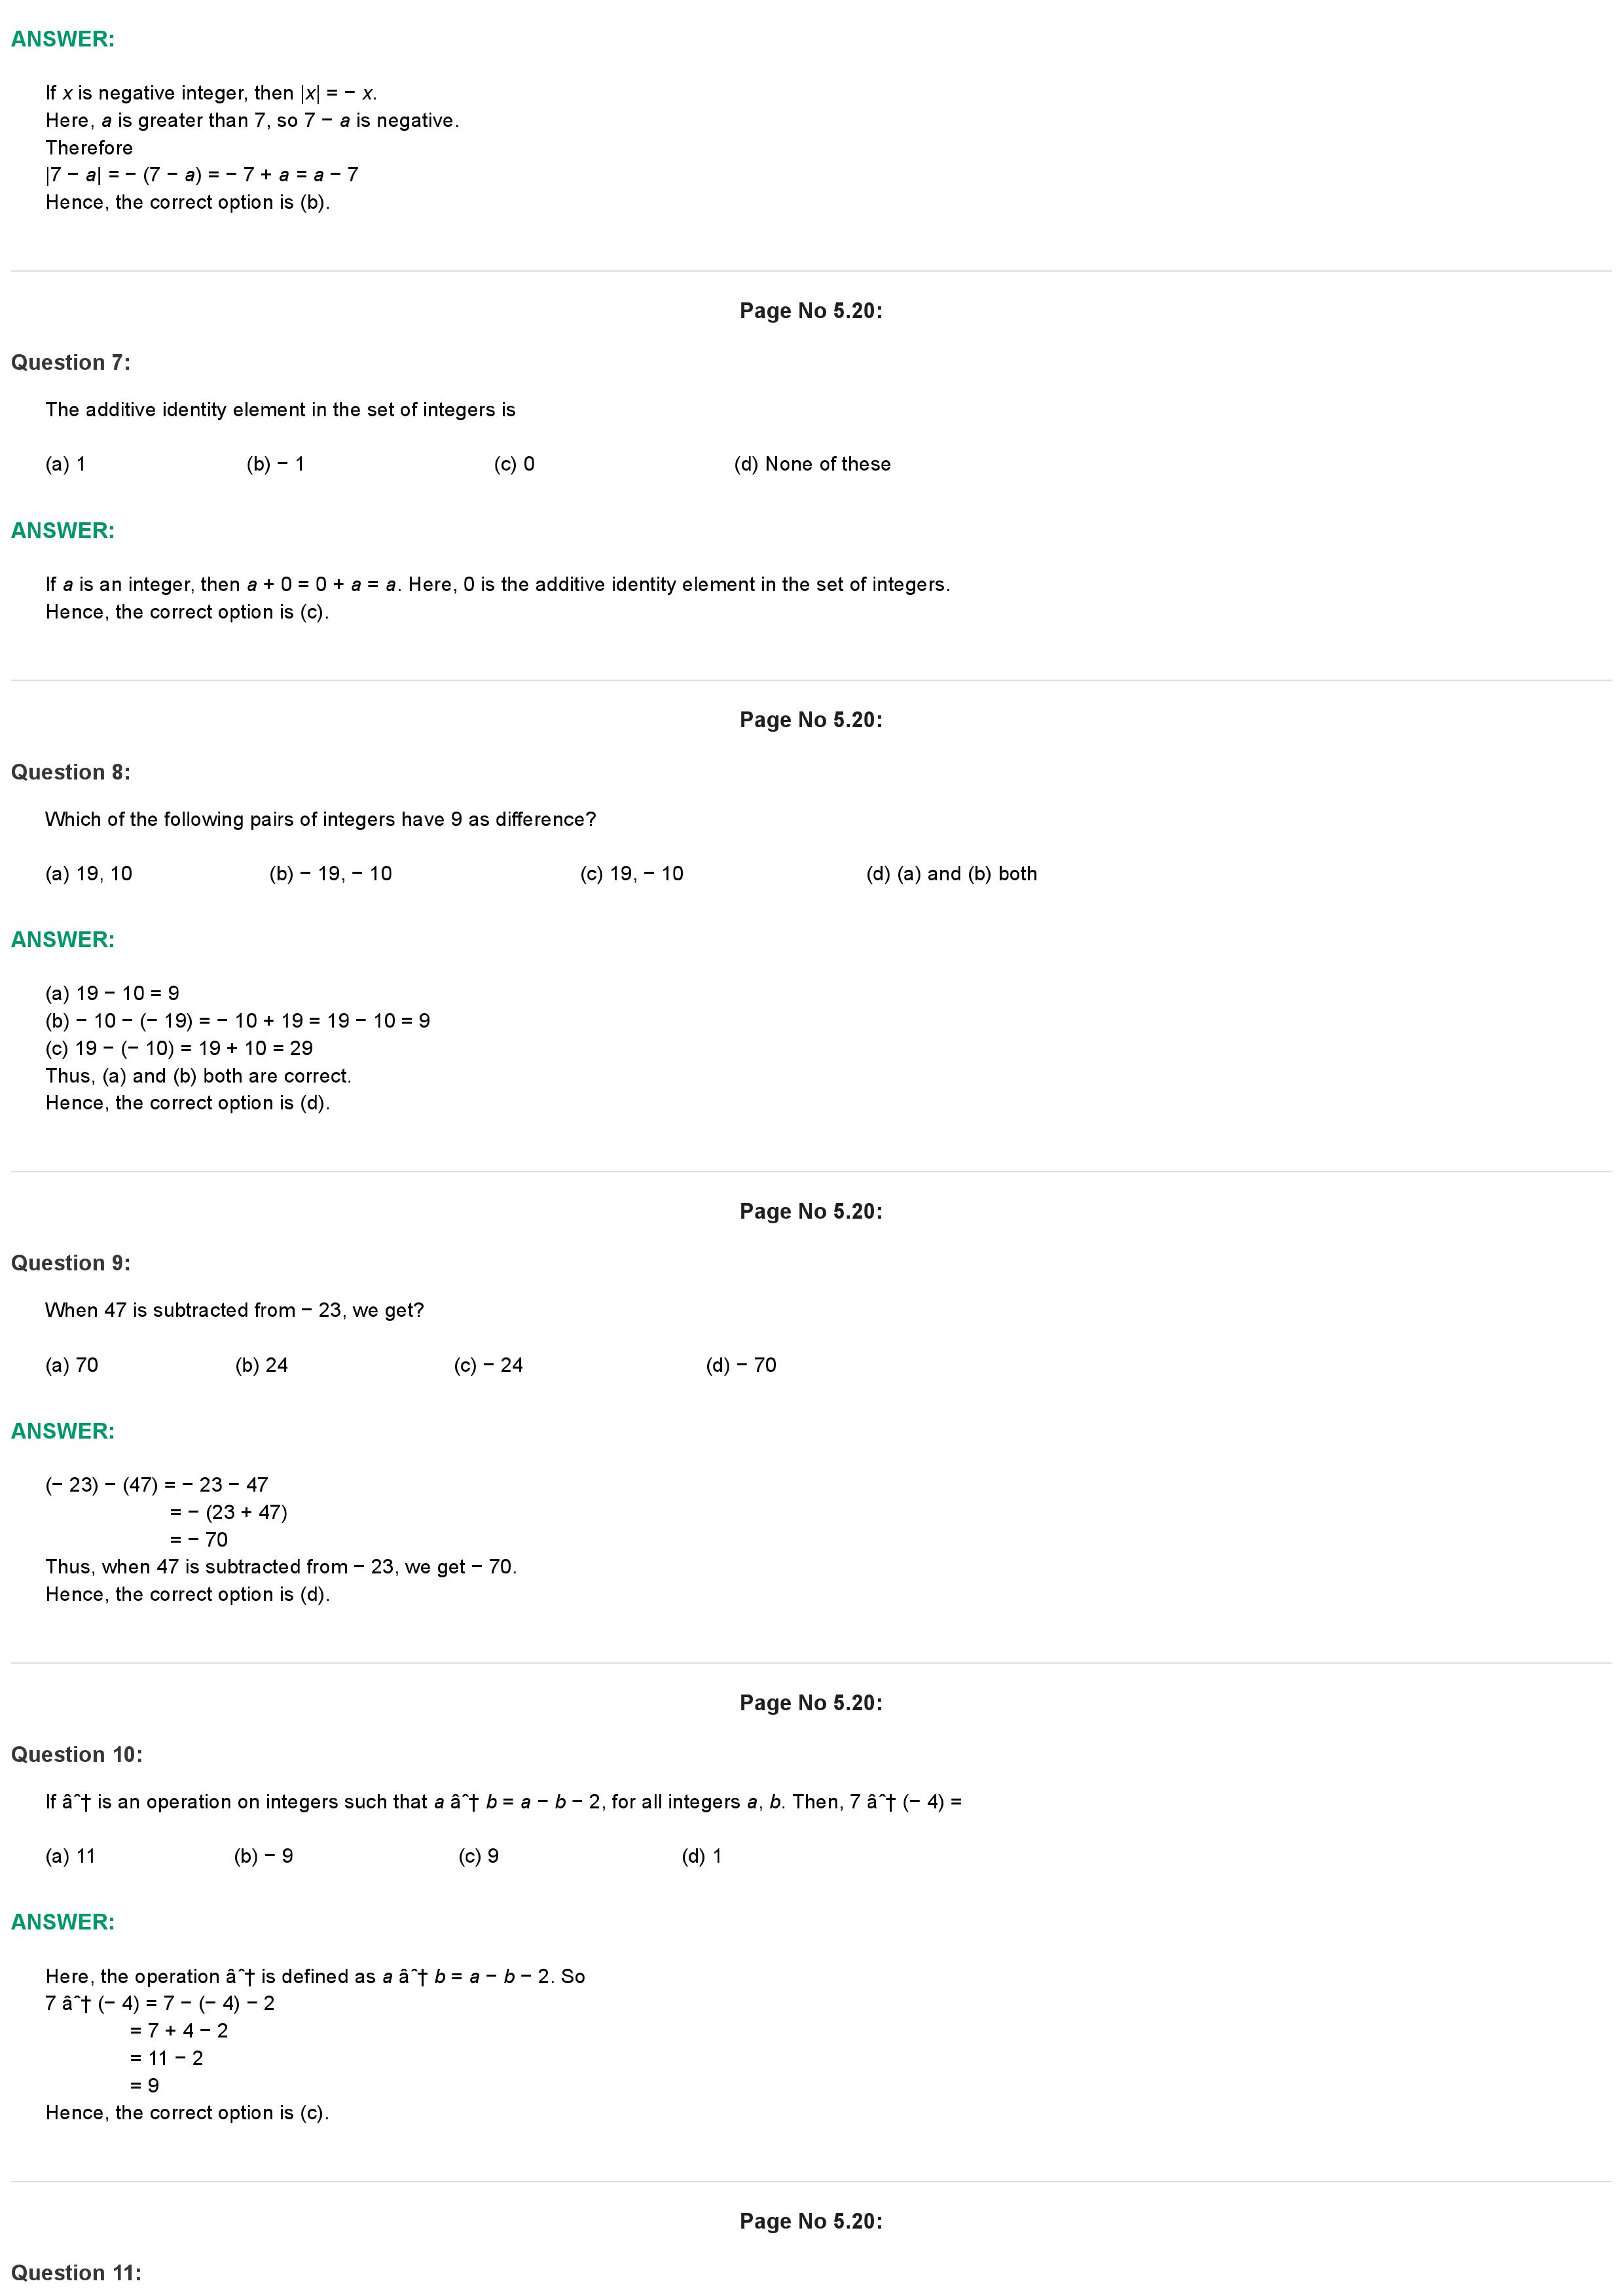 ANSWER:
If x is negative integer, then |x| = − x.
Here, a is greater than 7, so 7 − a is negative.
Therefore
|7 − a| = − (7 − a) = − 7 + a = a − 7
Hence, the correct option is (b).
Page No 5.20:
Question 7:
The additive identity element in the set of integers is
(a) 1 (b) − 1 (c) 0 (d) None of these
ANSWER:
If a is an integer, then a + 0 = 0 + a = a. Here, 0 is the additive identity element in the set of integers.
Hence, the correct option is (c).
Page No 5.20:
Question 8:
Which of the following pairs of integers have 9 as difference?
(a) 19, 10 (b) − 19, − 10 (c) 19, − 10 (d) (a) and (b) both
ANSWER:
(a) 19 − 10 = 9
(b) − 10 − (− 19) = − 10 + 19 = 19 − 10 = 9
(c) 19 − (− 10) = 19 + 10 = 29
Thus, (a) and (b) both are correct.
Hence, the correct option is (d).
Page No 5.20:
Question 9:
When 47 is subtracted from − 23, we get?
(a) 70 (b) 24 (c) − 24 (d) − 70
ANSWER:
(− 23) − (47) = − 23 − 47
= − (23 + 47)
= − 70
Thus, when 47 is subtracted from − 23, we get − 70.
Hence, the correct option is (d).
Page No 5.20:
Question 10:
If âˆ† is an operation on integers such that a âˆ† b = a − b − 2, for all integers a, b. Then, 7 âˆ† (− 4) =
(a) 11 (b) − 9 (c) 9 (d) 1
ANSWER:
Here, the operation âˆ† is defined as a âˆ† b = a − b − 2. So
7 âˆ† (− 4) = 7 − (− 4) − 2
= 7 + 4 − 2
= 11 − 2
= 9
Hence, the correct option is (c).
Page No 5.20:
Question 11: